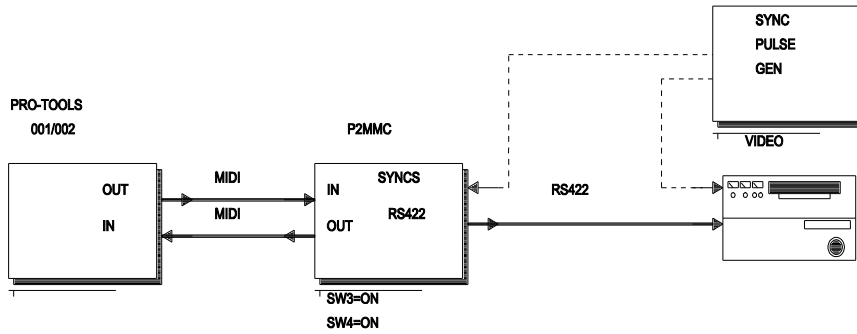 SYNC
PULSE
GEN
PRO-TOOLS
001/002
P2MMC
VIDEO
OUT
MIDI
IN
SYNCS
RS422
IN
MIDI
OUT
RS422
SW3=ON
SW4=ON